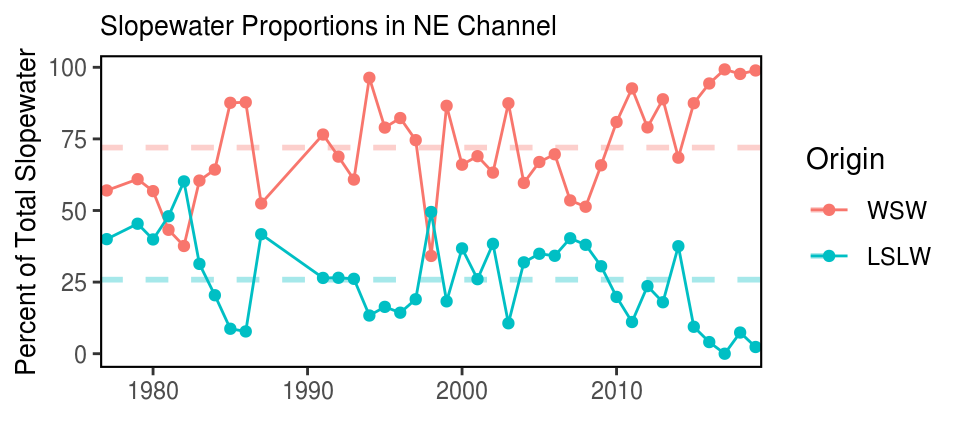 Slopewater Proportions in NE Channel
Percent of Total Slopewater
100
75
50
25
0
1980
1990
2000
2010
Origin
WSW
LSLW